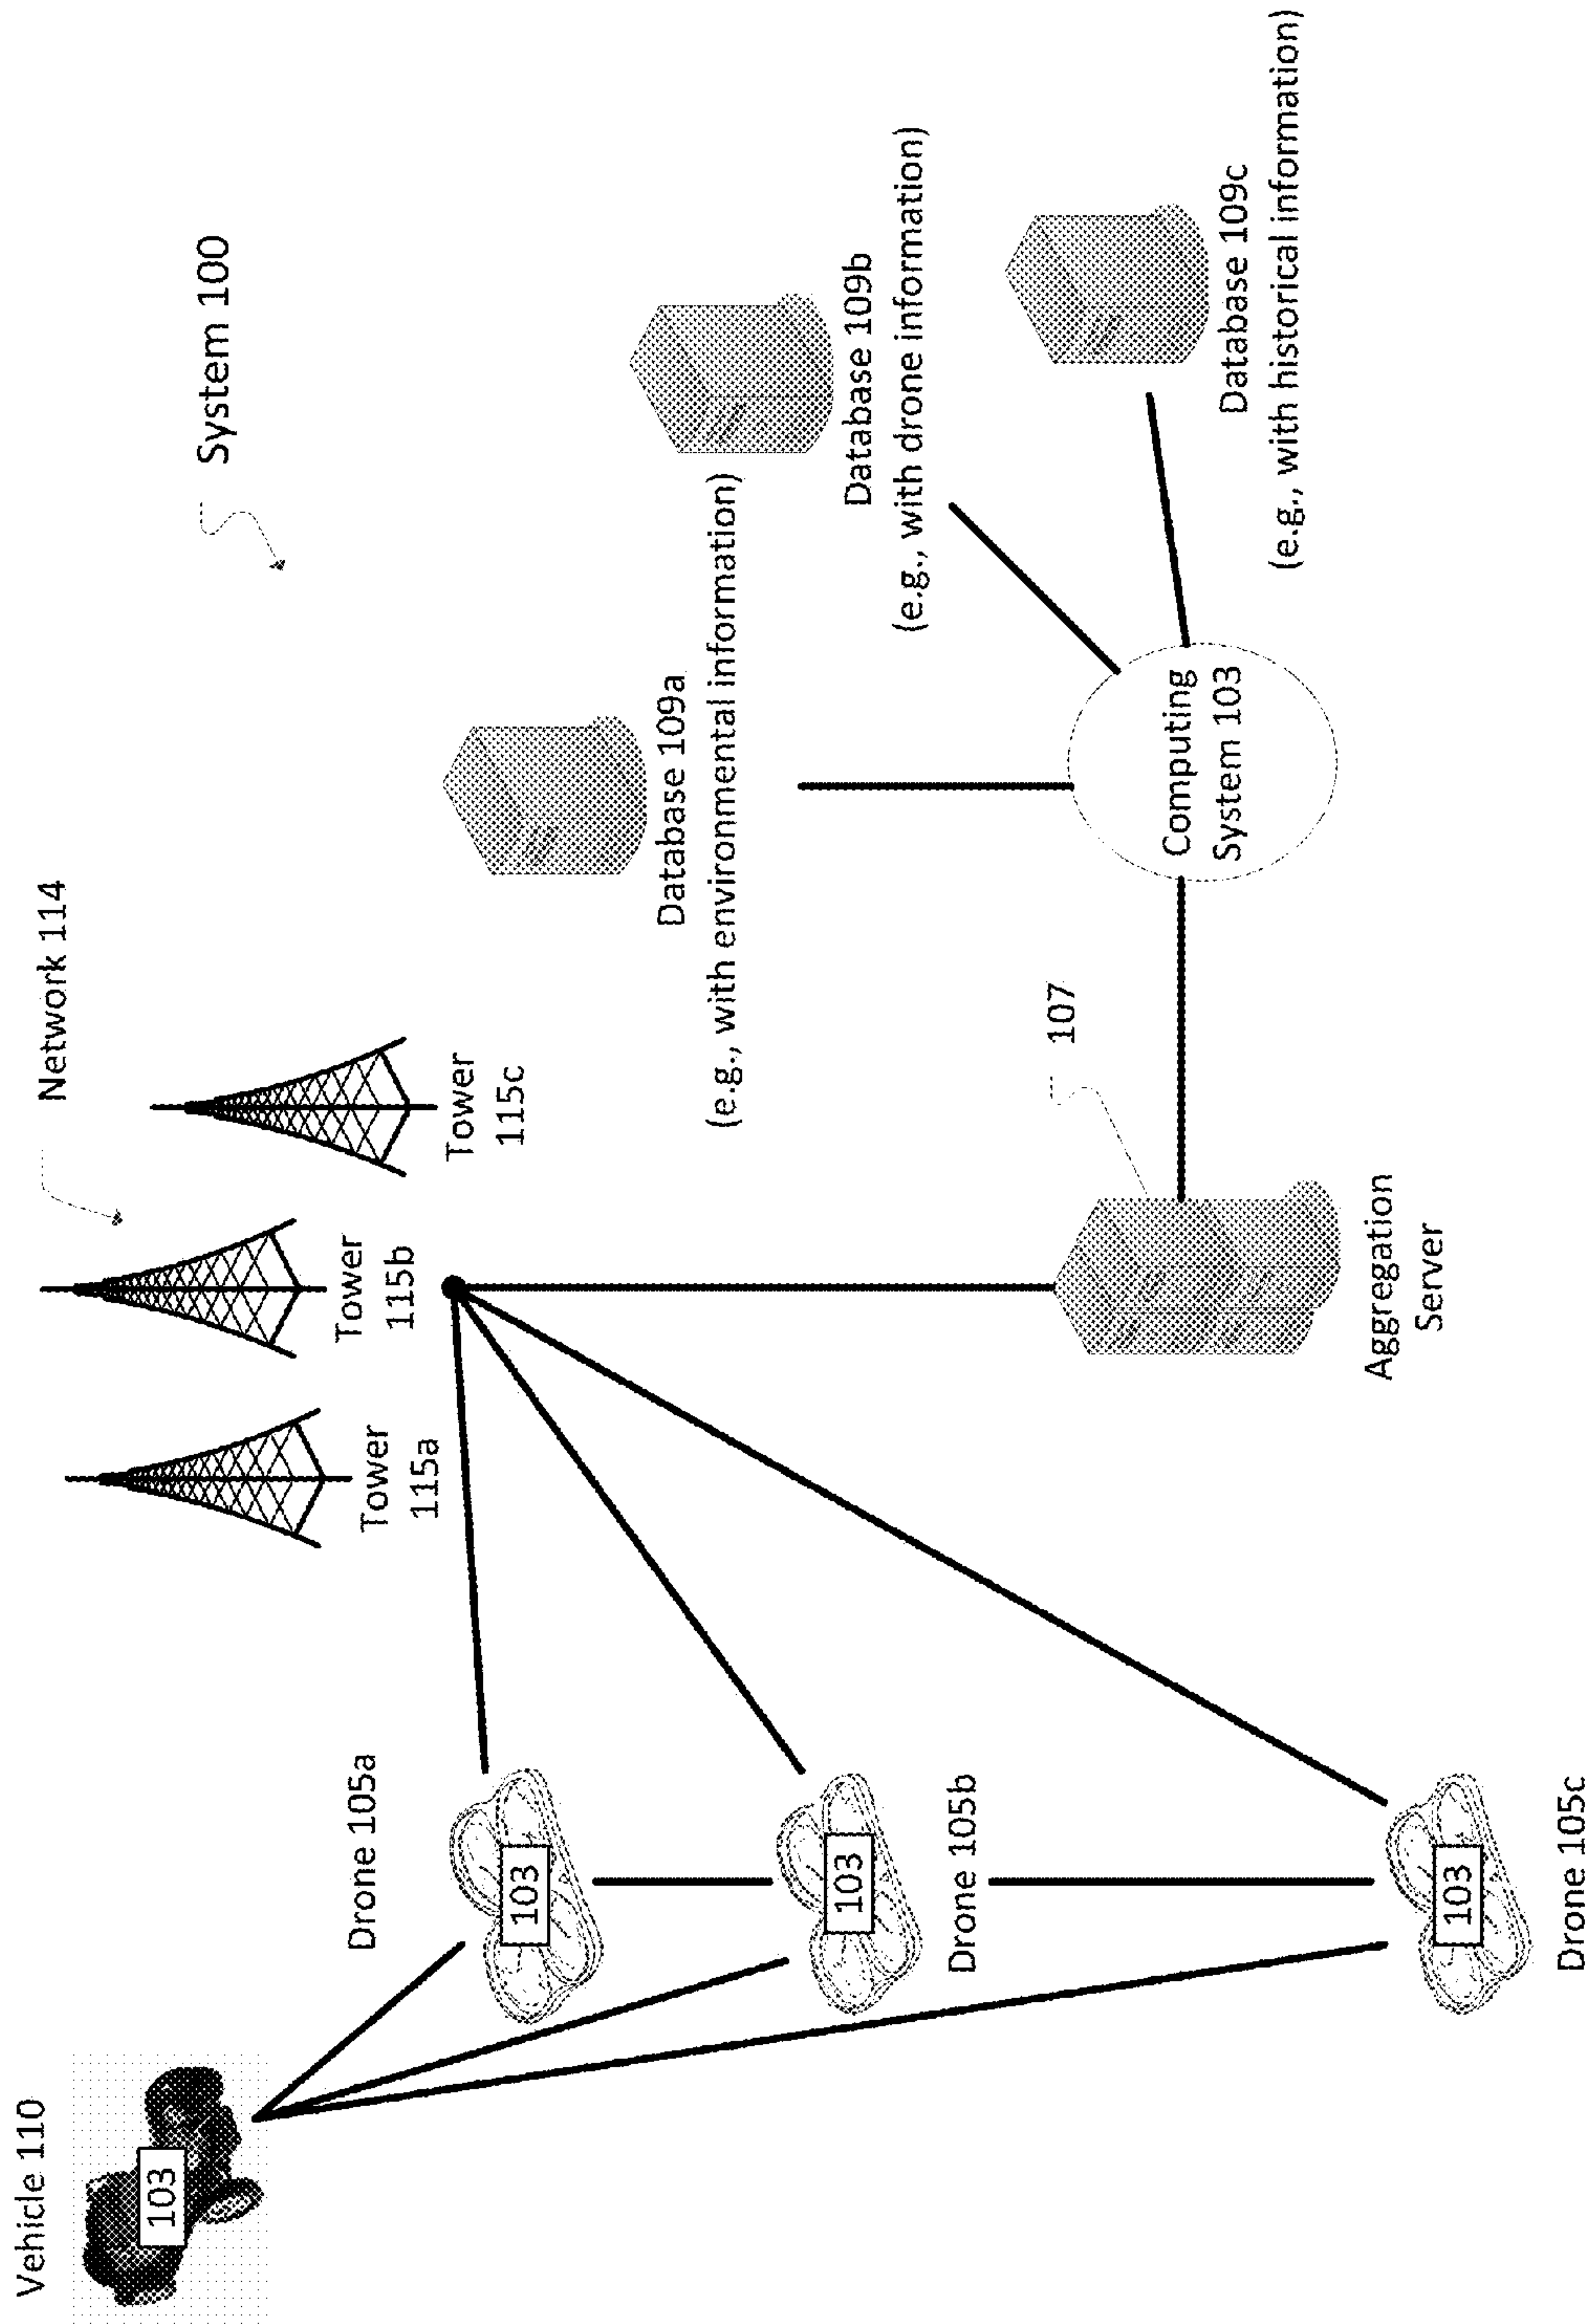 System 100
Network 114
Vehicle 110
103
Tower
115a
Tower
115b
Tower
115c
Drone 105a
103
103
Drone 105b
103
Drone 105c
Database 109a
(e.g., with environmental information)
Database 109b
(e.g., with drone information)
Database 109c
(e.g., with historical information)
107
Computing
System 103
Aggregation
Server